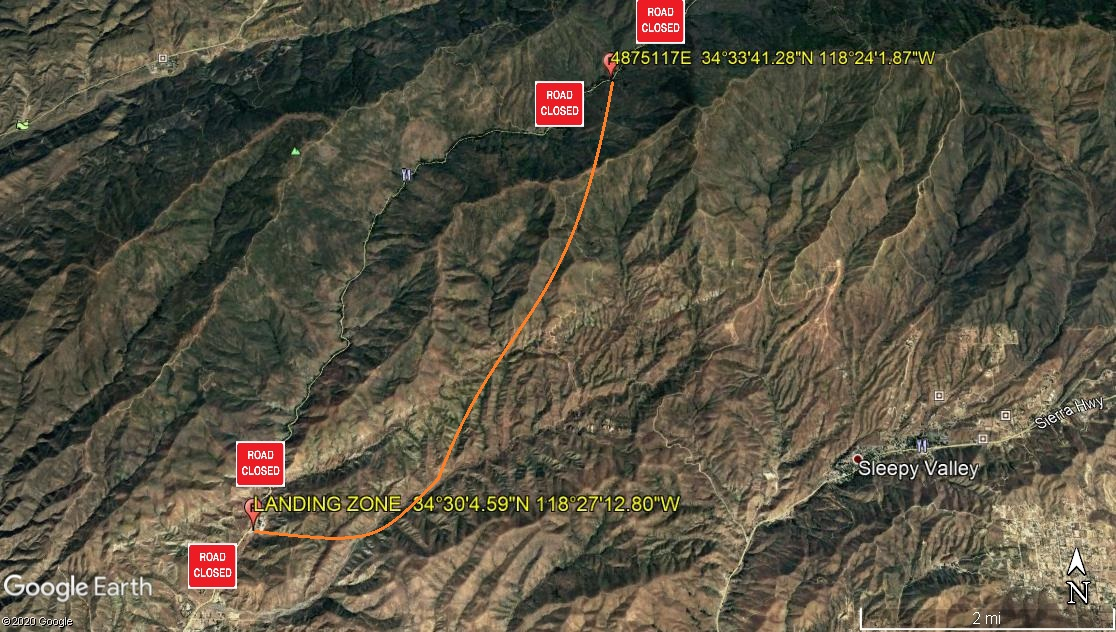 ROAD
CLOSED
4875117E  34°33'41.28"N 118°24'1.87"W
ROAD
CLOSED
Sierra Hwy
ROAD
CLOSED
Sleepy Valley
LANDING ZONE  34°30'4.59"N 118°27'12.80"W
ROAD
CLOSED
Google Earth
N
©2020 Google
2 mi